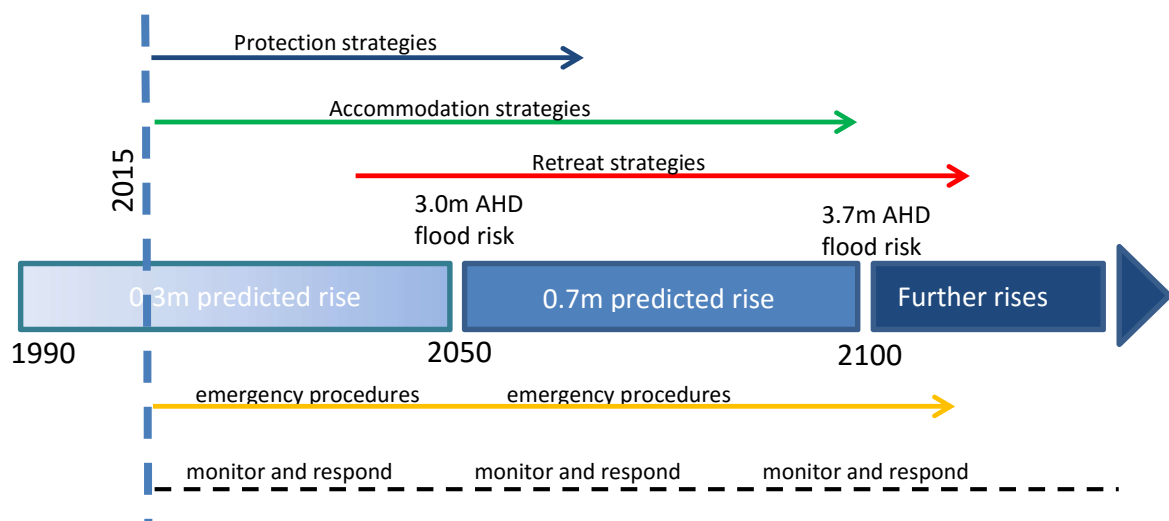 Protection strategies
Accommodation strategies
Retreat strategies
2015
3.0m AHD
flood risk
3.7m AHD
flood risk
0.3m predicted rise
0.7m predicted rise
Further rises
1990
2050
2100
emergency procedures
emergency procedures
monitor and respond
monitor and respond
monitor and respond